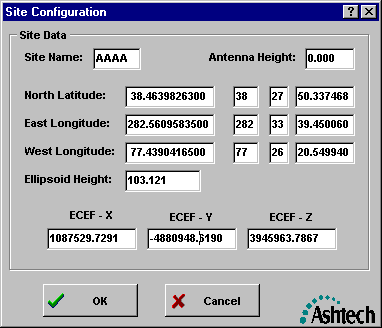 Site Configuration
Site Data
Site Name: AAAA Antenna Height: 0.000
North Latitude: 38.4639826300 38 27 50.337468
East Longitude: 282.5609583500 282 33 39.450060
West Longitude: 77.4390416500 77 26 20.549940
Ellipsoid Height: 103.121
ECEF - X ECEF - Y ECEF - Z
1087529.7291 -4880948.5190 3945963.7867
OK Cancel
Ashtech